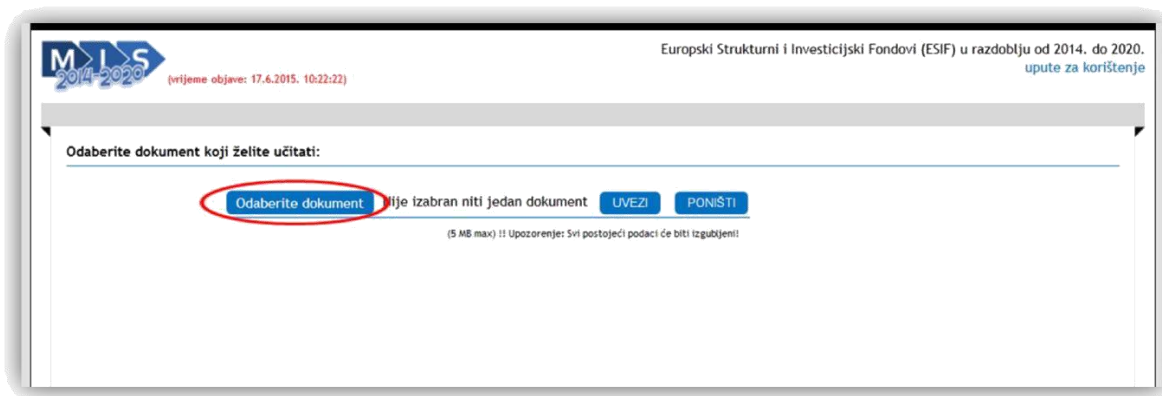 Europski Strukturni i Investicijski Fondovi (ESIF) u razdoblju od 2014. do 2020.
upute za korištenje
MIS
2014-2020
(vrijeme objave: 17.6.2015. 10:22:22)
Odaberite dokument koji želite učitati:
Odaberite dokument Nije izabran niti jedan dokument UVEZI PONIŠTI
(5 MB max) !! Upozorenje: Svi postojeći podaci će biti izgubljeni!